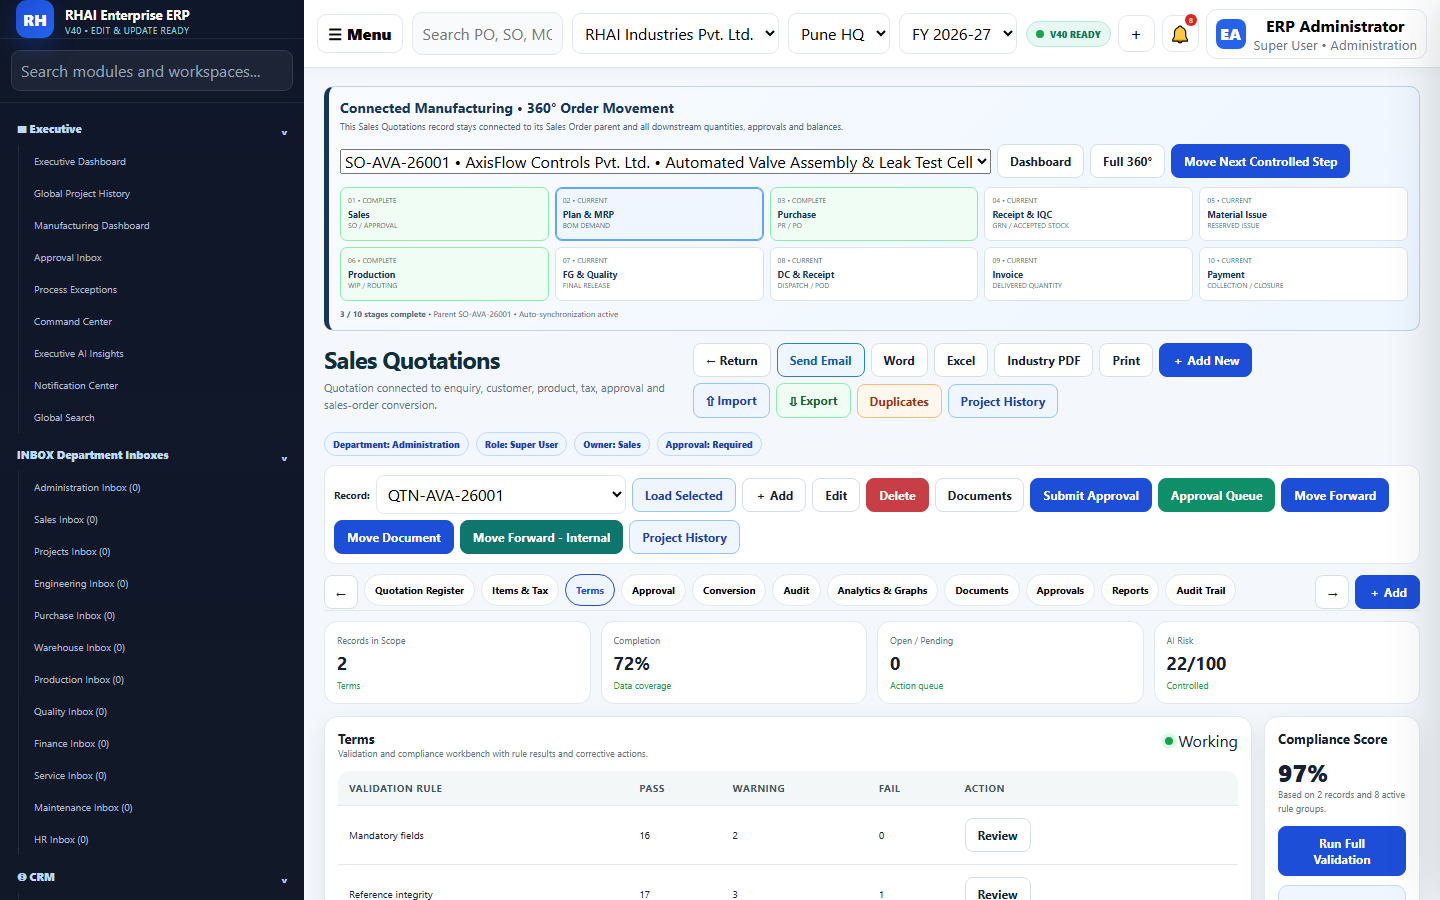 RH
RHAI Enterprise ERP
V40 • EDIT & UPDATE READY
Search modules and workspaces...
Executive
Executive Dashboard
Global Project History
Manufacturing Dashboard
Approval Inbox
Process Exceptions
Command Center
Executive AI Insights
Notification Center
Global Search
INBOX Department Inboxes
Administration Inbox (0)
Sales Inbox (0)
Projects Inbox (0)
Engineering Inbox (0)
Purchase Inbox (0)
Warehouse Inbox (0)
Production Inbox (0)
Quality Inbox (0)
Finance Inbox (0)
Service Inbox (0)
Maintenance Inbox (0)
HR Inbox (0)
CRM
☰ Menu
Search PO, SO, MO
RHAI Industries Pvt. Ltd.
Pune HQ
FY 2026-27
V40 READY
+
8
EA
ERP Administrator
Super User • Administration
Connected Manufacturing • 360° Order Movement
This Sales Quotations record stays connected to its Sales Order parent and all downstream quantities, approvals and balances.
SO-AVA-26001 • AxisFlow Controls Pvt. Ltd. • Automated Valve Assembly & Leak Test Cell
Dashboard
Full 360°
Move Next Controlled Step
01 • COMPLETE
Sales
SO / APPROVAL
02 • CURRENT
Plan & MRP
BOM DEMAND
03 • COMPLETE
Purchase
PR / PO
04 • CURRENT
Receipt & IQC
GRN / ACCEPTED STOCK
05 • CURRENT
Material Issue
RESERVED ISSUE
06 • COMPLETE
Production
WIP / ROUTING
07 • CURRENT
FG & Quality
FINAL RELEASE
08 • CURRENT
DC & Receipt
DISPATCH / POD
09 • CURRENT
Invoice
DELIVERED QUANTITY
10 • CURRENT
Payment
COLLECTION / CLOSURE
3 / 10 stages complete • Parent SO-AVA-26001 • Auto-synchronization active
Sales Quotations
Quotation connected to enquiry, customer, product, tax, approval and
sales-order conversion.
← Return
Send Email
Word
Excel
Industry PDF
Print
+ Add New
⇧ Import
⇩ Export
Duplicates
Project History
Department: Administration
Role: Super User
Owner: Sales
Approval: Required
Record:
QTN-AVA-26001
Load Selected
+ Add
Edit
Delete
Documents
Submit Approval
Approval Queue
Move Forward
Move Document
Move Forward - Internal
Project History
←
Quotation Register
Items & Tax
Terms
Approval
Conversion
Audit
Analytics & Graphs
Documents
Approvals
Reports
Audit Trail
→
+ Add
Records in Scope
2
Terms
Completion
72%
Data coverage
Open / Pending
0
Action queue
AI Risk
22/100
Controlled
Terms
Validation and compliance workbench with rule results and corrective actions.
Working
VALIDATION RULE PASS WARNING FAIL ACTION
Mandatory fields 16 2 0 Review
Reference integrity 17 3 1 Review
Compliance Score
97%
Based on 2 records and 8 active
rule groups.
Run Full
Validation